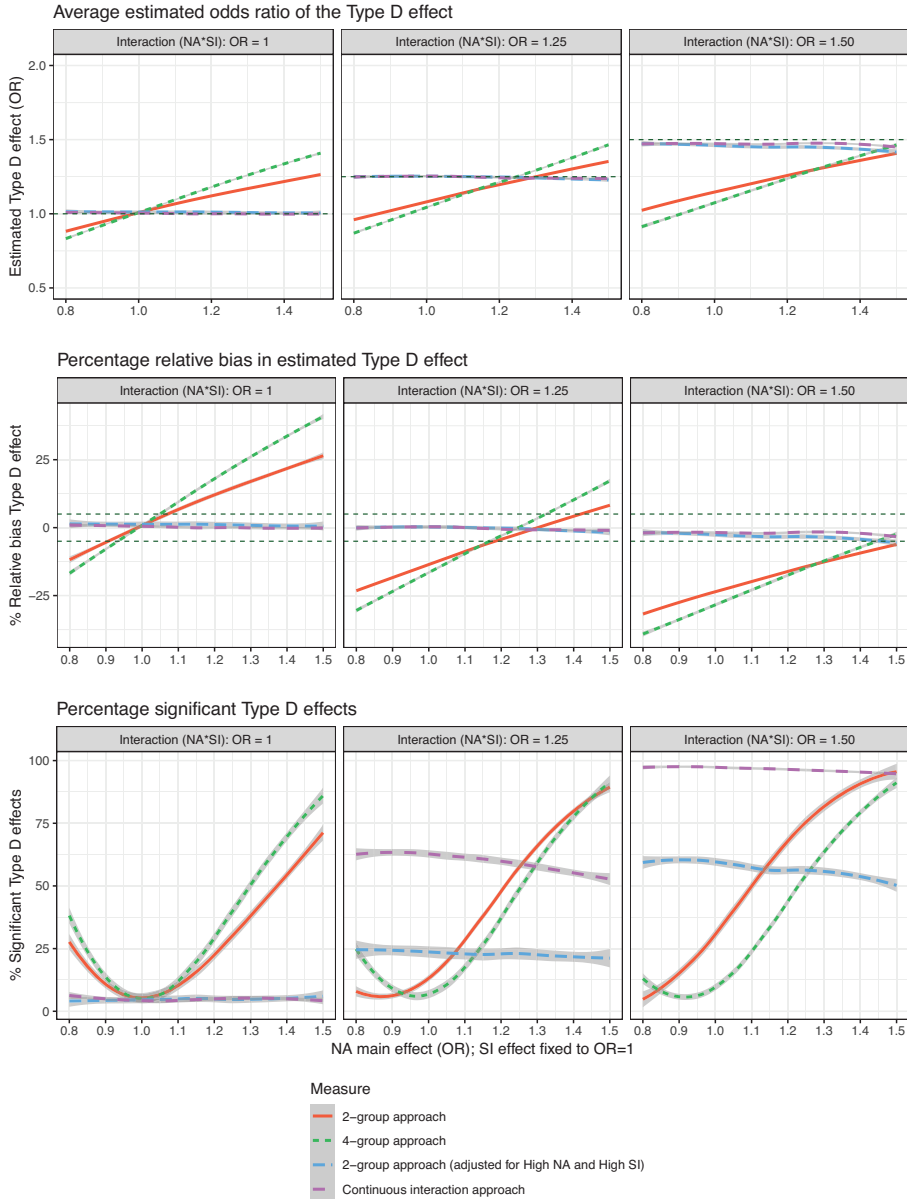 Average estimated odds ratio of the Type D effect
Interaction (NA*SI): OR = 1
Interaction (NA*SI): OR = 1.25
Interaction (NA*SI): OR = 1.50
Estimated Type D effect (OR)
2.0
1.5
1.0
0.5
0.8 1.0 1.2 1.4
0.8 1.0 1.2 1.4
0.8 1.0 1.2 1.4
Percentage relative bias in estimated Type D effect
Interaction (NA*SI): OR = 1
Interaction (NA*SI): OR = 1.25
Interaction (NA*SI): OR = 1.50
% Relative bias Type D effect
25
0
−25
0.8 0.9 1.0 1.1 1.2 1.3 1.4 1.5
0.8 0.9 1.0 1.1 1.2 1.3 1.4 1.5
0.8 0.9 1.0 1.1 1.2 1.3 1.4 1.5
Percentage significant Type D effects
Interaction (NA*SI): OR = 1
Interaction (NA*SI): OR = 1.25
Interaction (NA*SI): OR = 1.50
% Significant Type D effects
100
75
50
25
0
0.8 0.9 1.0 1.1 1.2 1.3 1.4 1.5
0.8 0.9 1.0 1.1 1.2 1.3 1.4 1.5
0.8 0.9 1.0 1.1 1.2 1.3 1.4 1.5
NA main effect (OR); SI effect fixed to OR=1
Measure
2−group approach
4−group approach
2−group approach (adjusted for High NA and High SI)
Continuous interaction approach